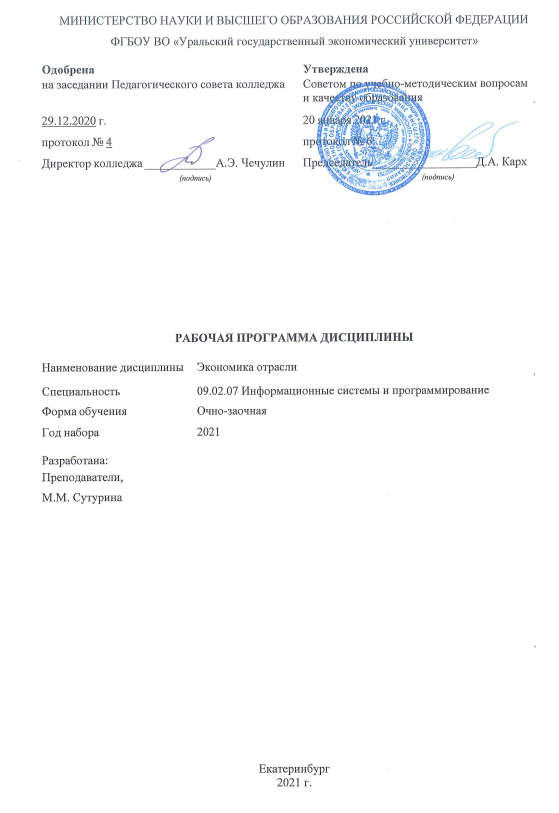 МИНИСТЕРСТВО НАУКИ И ВЫСШЕГО ОБРАЗОВАНИЯ РОССИЙСКОЙ ФЕДЕРАЦИИ
ФГБОУ ВО «Уральский государственный экономический университет»
Одобрена
на заседании Педагогического совета колледжа
29.12.2020 г.
протокол № 4
Директор колледжа ____________А.Э. Чечулин
(подпись)
Утверждена
Советом по учебно-методическим вопросам
и качеству образования
20 января 2021 г.
протокол № 6
Председатель ____________Д.А. Карх
(подпись)
РАБОЧАЯ ПРОГРАММА ДИСЦИПЛИНЫ
Наименование дисциплины Экономика отрасли
Специальность 09.02.07 Информационные системы и программирование
Форма обучения Очно-заочная
Год набора 2021
Разработана:
Преподаватели,
М.М. Сутурина
Екатеринбург
2021 г.